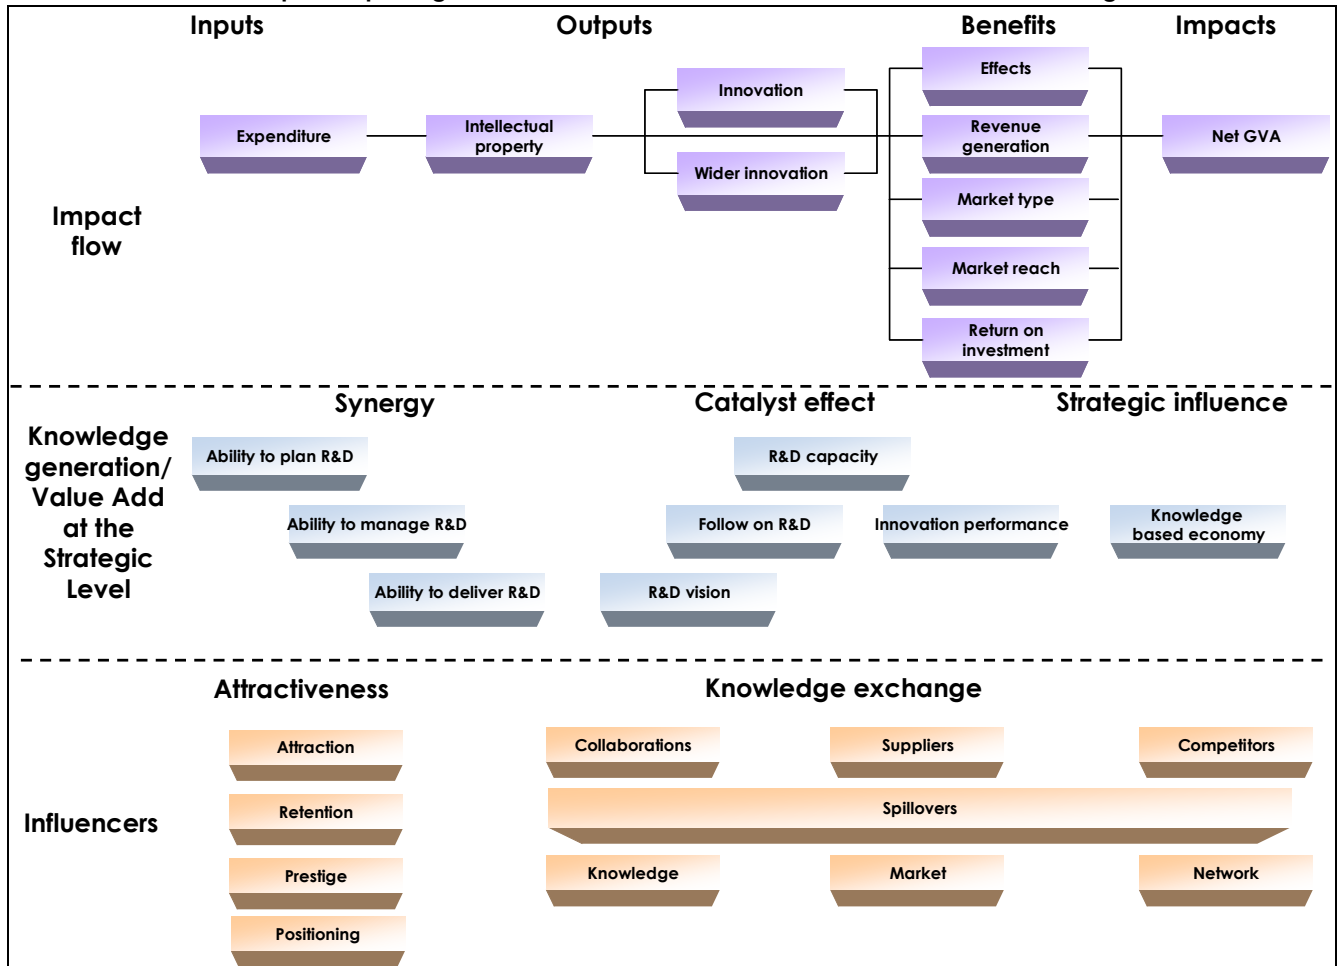 Inputs
Outputs
Benefits
Impacts
Effects
Innovation
Expenditure
Intellectual
property
Revenue
generation
Net GVA
Wider innovation
Market type
Impact
flow
Market reach
Return on
investment
Synergy
Catalyst effect
Strategic influence
Knowledge
generation/
Value Add
at the
Strategic
Level
Ability to plan R&D
R&D capacity
Ability to manage R&D
Follow on R&D
Innovation performance
Knowledge
based economy
Ability to deliver R&D
R&D vision
Attractiveness
Knowledge exchange
Attraction
Collaborations
Suppliers
Competitors
Influencers
Retention
Spillovers
Prestige
Knowledge
Market
Network
Positioning